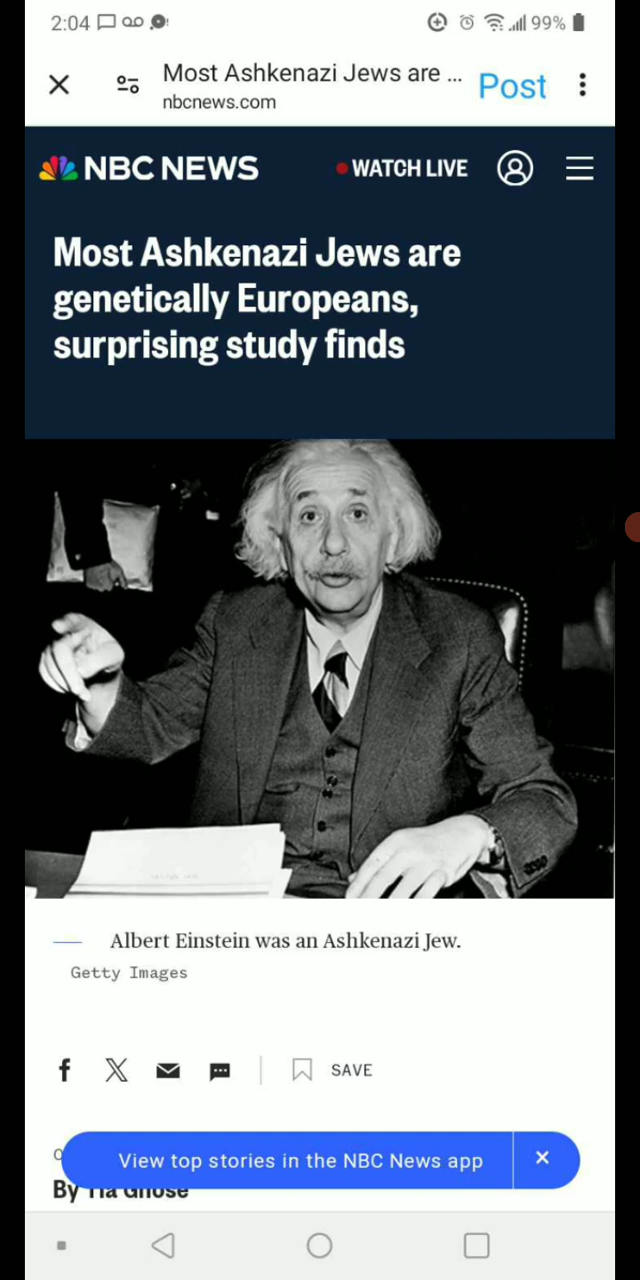 2:04 99%
Most Ashkenazi Jews are ...
nbcnews.com
Post
NBC NEWS
WATCH LIVE
Most Ashkenazi Jews are
genetically Europeans,
surprising study finds
Albert Einstein was an Ashkenazi Jew.
Getty Images
SAVE
View top stories in the NBC News app
By Tia Ghose